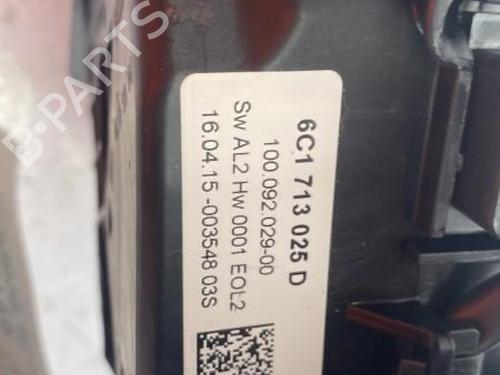 6C1 713 025 D
100.092.029-00
SW AL2 HW 0001 EOL2
16.04.15 -003548 03S
B-PARTS